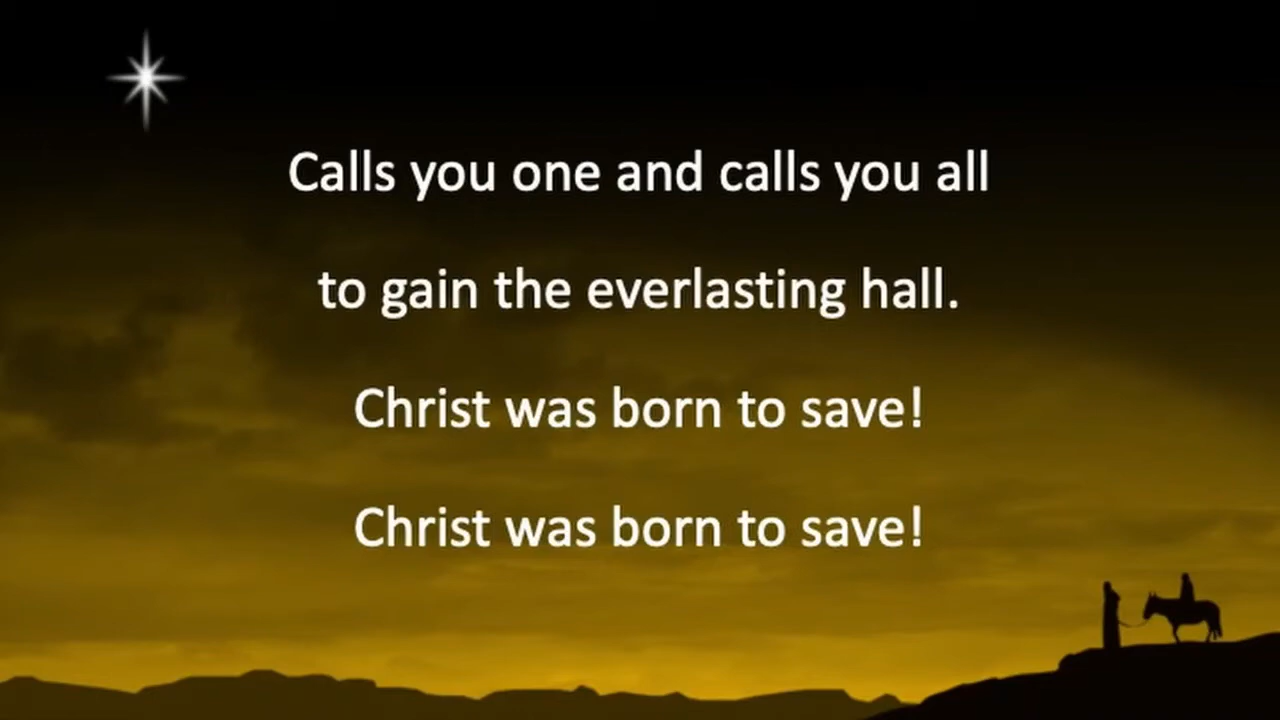 Calls you one and calls you all
to gain the everlasting hall.
Christ was born to save!
Christ was born to save!